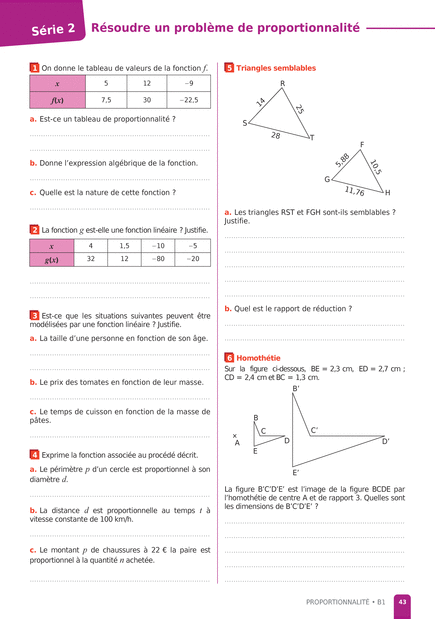 Série 2
Résoudre un problème de proportionnalité
1 On donne le tableau de valeurs de la fonction f.
x 5 12 −9
f(x) 7,5 30 −22,5
a. Est-ce un tableau de proportionnalité ?
b. Donne l'expression algébrique de la fonction.
c. Quelle est la nature de cette fonction ?
2 La fonction g est-elle une fonction linéaire ? Justifie.
x 4 1,5 −10 −5
g(x) 32 12 −80 −20
3 Est-ce que les situations suivantes peuvent être
modélisées par une fonction linéaire ? Justifie.
a. La taille d'une personne en fonction de son âge.
b. Le prix des tomates en fonction de leur masse.
c. Le temps de cuisson en fonction de la masse de
pâtes.
4 Exprime la fonction associée au procédé décrit.
a. Le périmètre p d'un cercle est proportionnel à son
diamètre d.
b. La distance d est proportionnelle au temps t à
vitesse constante de 100 km/h.
c. Le montant p de chaussures à 22 € la paire est
proportionnel à la quantité n achetée.
5 Triangles semblables
R
14
25
S
28
T
F
5,88
10,5
G
11,76
H
a. Les triangles RST et FGH sont-ils semblables ?
Justifie.
b. Quel est le rapport de réduction ?
6 Homothétie
Sur la figure ci-dessous, BE = 2,3 cm, ED = 2,7 cm ;
CD = 2,4 cm et BC = 1,3 cm.
B'
B
C
C'
A
D
D'
E
E'
La figure B'C'D'E' est l'image de la figure BCDE par
l'homothétie de centre A et de rapport 3. Quelles sont
les dimensions de B'C'D'E' ?
PROPORTIONNALITÉ • B1
43